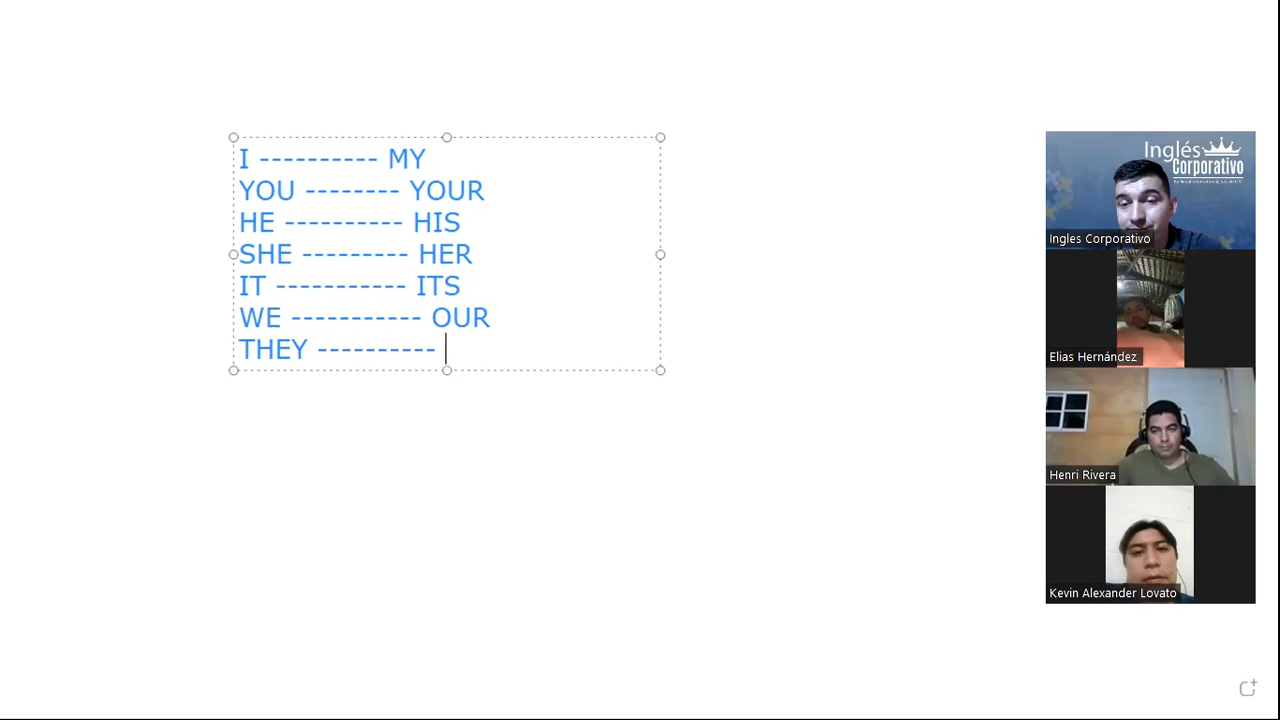 I ---------- MY
YOU -------- YOUR
HE ---------- HIS
SHE --------- HER
IT ----------- ITS
WE ----------- OUR
THEY ----------
Inglés
Corporativo
Ingles Corporativo
Elias Hernández
Henri Rivera
Kevin Alexander Lovato